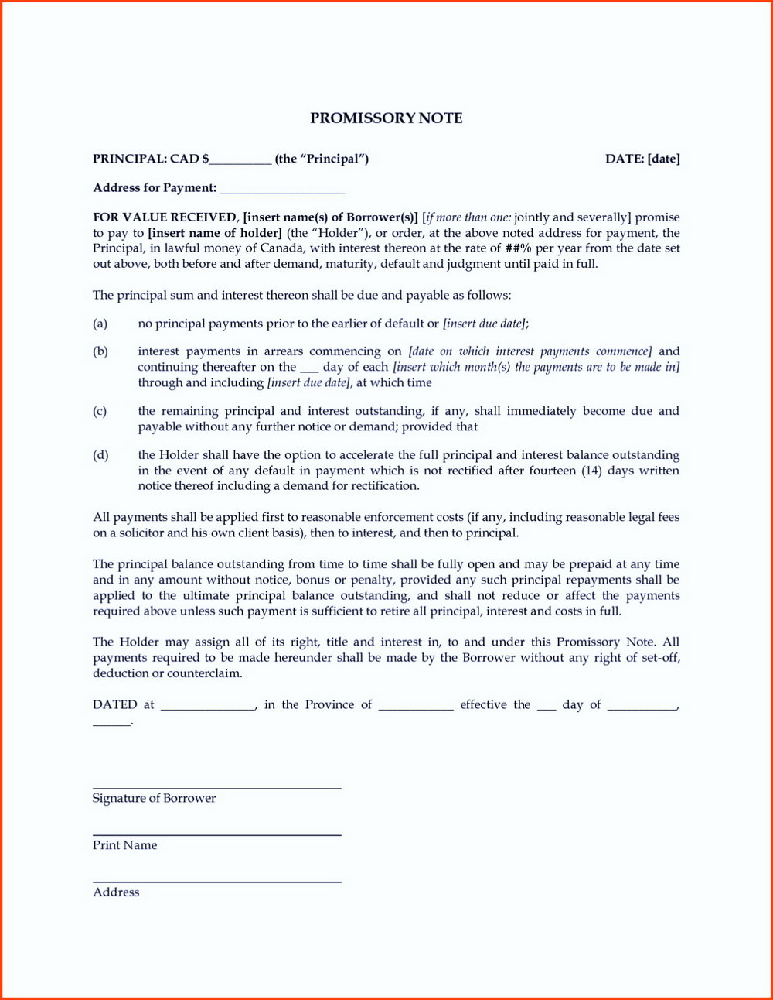 PROMISSORY NOTE
PRINCIPAL: CAD $__________ (the “Principal”) DATE: [date]
Address for Payment: ____________________
FOR VALUE RECEIVED, [insert name(s) of Borrower(s)] [if more than one: jointly and severally] promise
to pay to [insert name of holder] (the “Holder”), or order, at the above noted address for payment, the
Principal, in lawful money of Canada, with interest thereon at the rate of ##% per year from the date set
out above, both before and after demand, maturity, default and judgment until paid in full.
The principal sum and interest thereon shall be due and payable as follows:
(a) no principal payments prior to the earlier of default or [insert due date];
(b) interest payments in arrears commencing on [date on which interest payments commence] and
continuing thereafter on the ___ day of each [insert which month(s) the payments are to be made in]
through and including [insert due date], at which time
(c) the remaining principal and interest outstanding, if any, shall immediately become due and
payable without any further notice or demand; provided that
(d) the Holder shall have the option to accelerate the full principal and interest balance outstanding
in the event of any default in payment which is not rectified after fourteen (14) days written
notice thereof including a demand for rectification.
All payments shall be applied first to reasonable enforcement costs (if any, including reasonable legal fees
on a solicitor and his own client basis), then to interest, and then to principal.
The principal balance outstanding from time to time shall be fully open and may be prepaid at any time
and in any amount without notice, bonus or penalty, provided any such principal repayments shall be
applied to the ultimate principal balance outstanding, and shall not reduce or affect the payments
required above unless such payment is sufficient to retire all principal, interest and costs in full.
The Holder may assign all of its right, title and interest in, to and under this Promissory Note. All
payments required to be made hereunder shall be made by the Borrower without any right of set-off,
deduction or counterclaim.
DATED at _______________, in the Province of ____________ effective the ___ day of ___________,
______.
Signature of Borrower
Print Name
Address